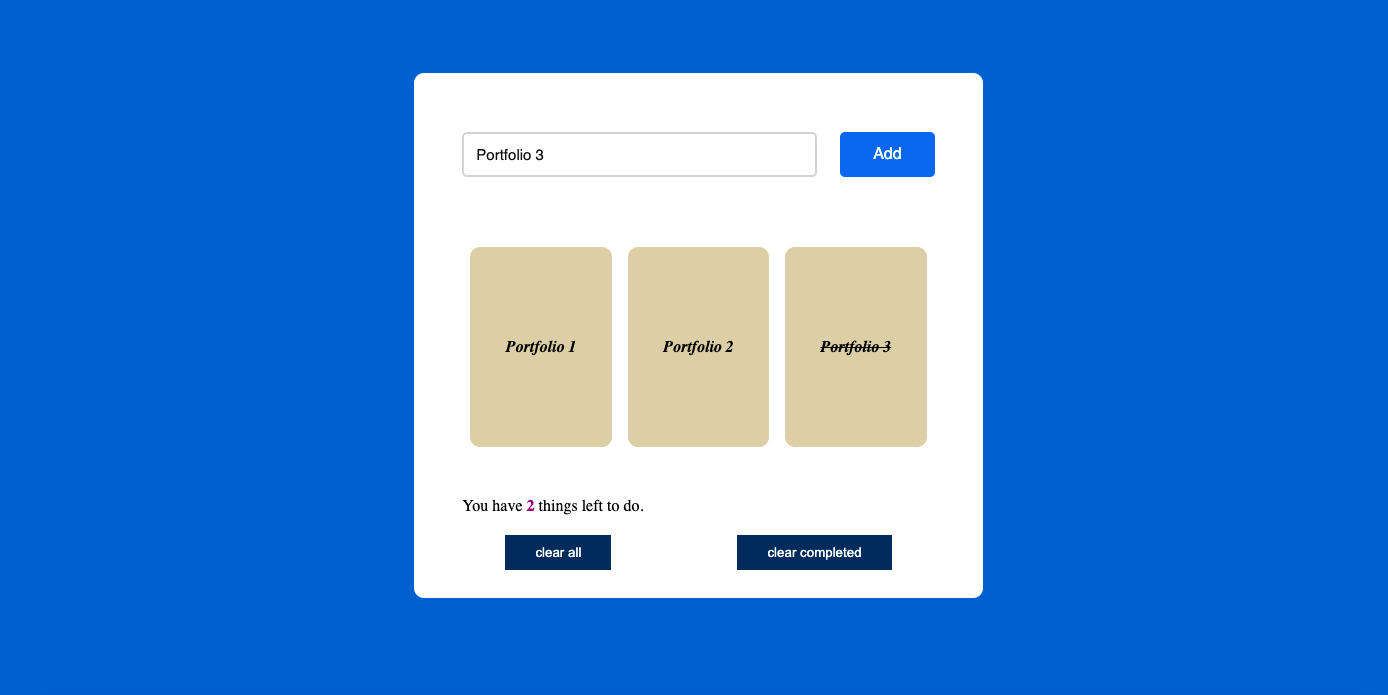 Portfolio 3
Add
Portfolio 1
Portfolio 2
Portfolio 3
You have 2 things left to do.
clear all
clear completed